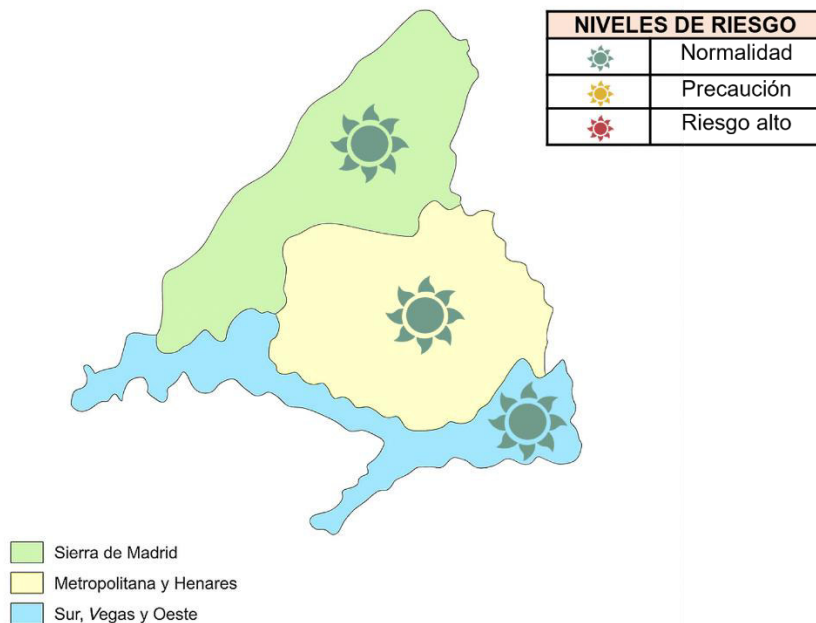 NIVELES DE RIESGO
Normalidad
Precaución
Riesgo alto
Sierra de Madrid
Metropolitana y Henares
Sur, Vegas y Oeste